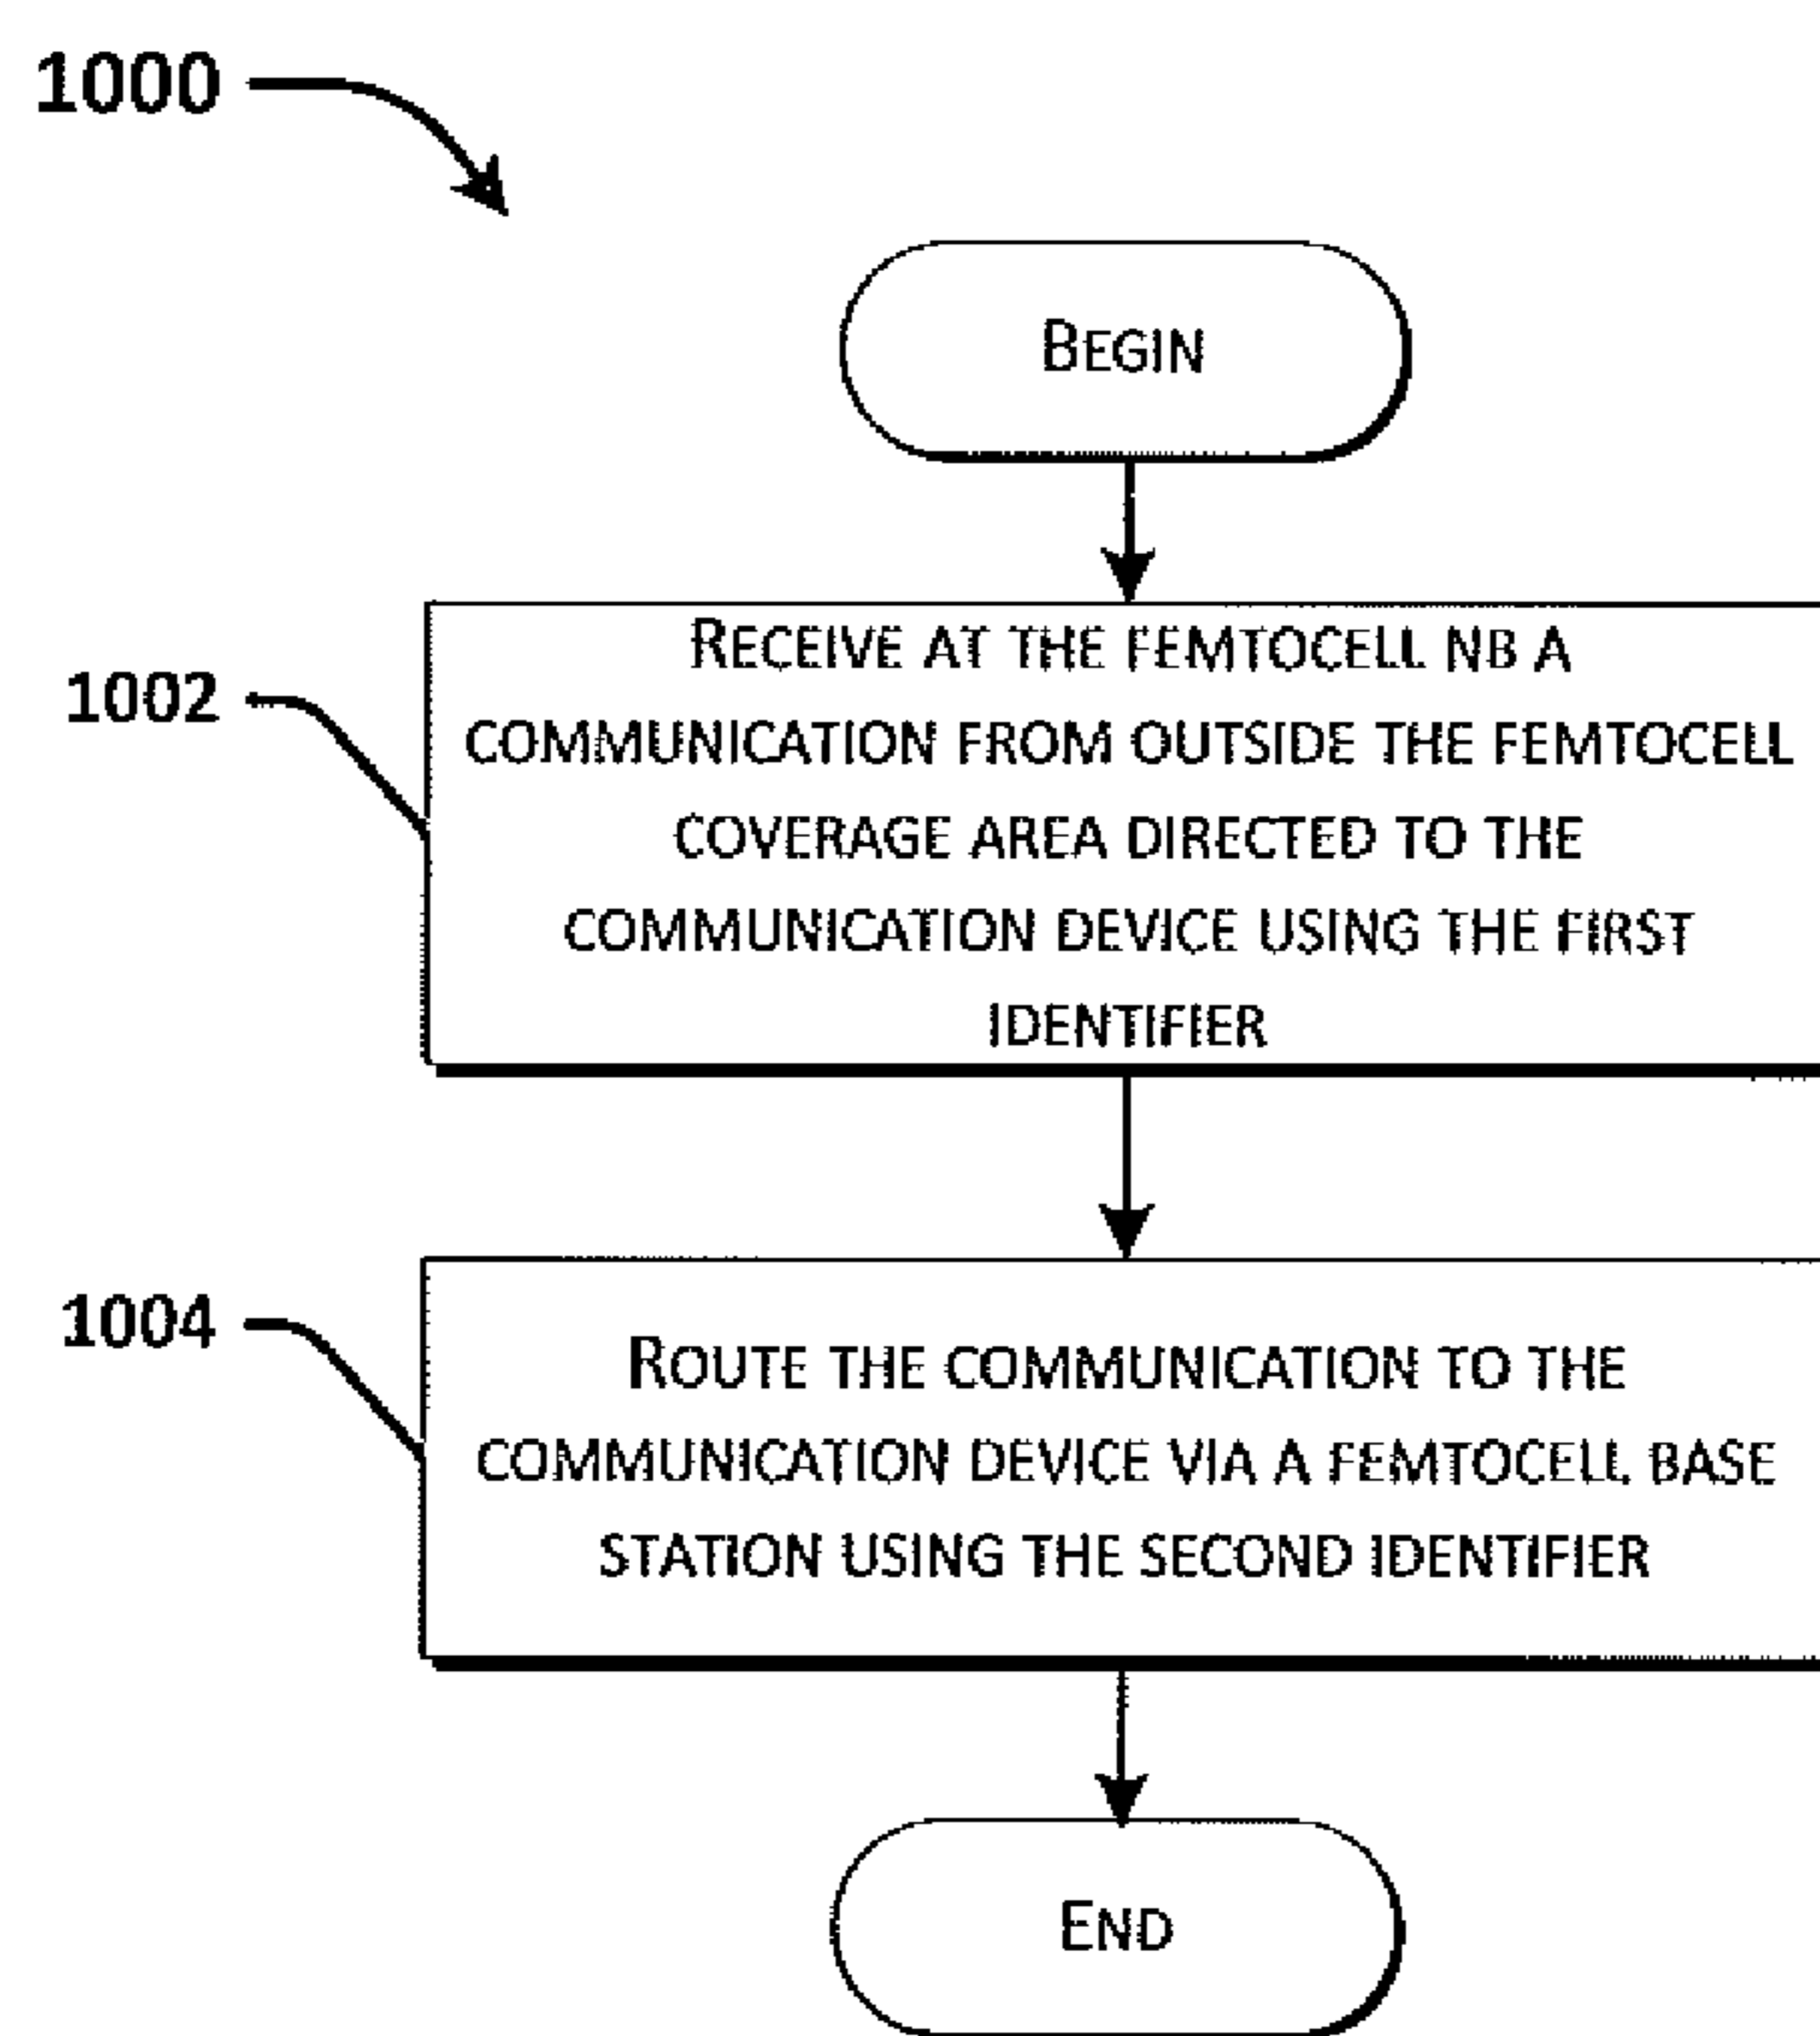 1000
BEGIN
1002
RECEIVE AT THE FEMTOCELL NB A
COMMUNICATION FROM OUTSIDE THE FEMTOCELL
COVERAGE AREA DIRECTED TO THE
COMMUNICATION DEVICE USING THE FIRST
IDENTIFIER
1004
ROUTE THE COMMUNICATION TO THE
COMMUNICATION DEVICE VIA A FEMTOCELL BASE
STATION USING THE SECOND IDENTIFIER
END